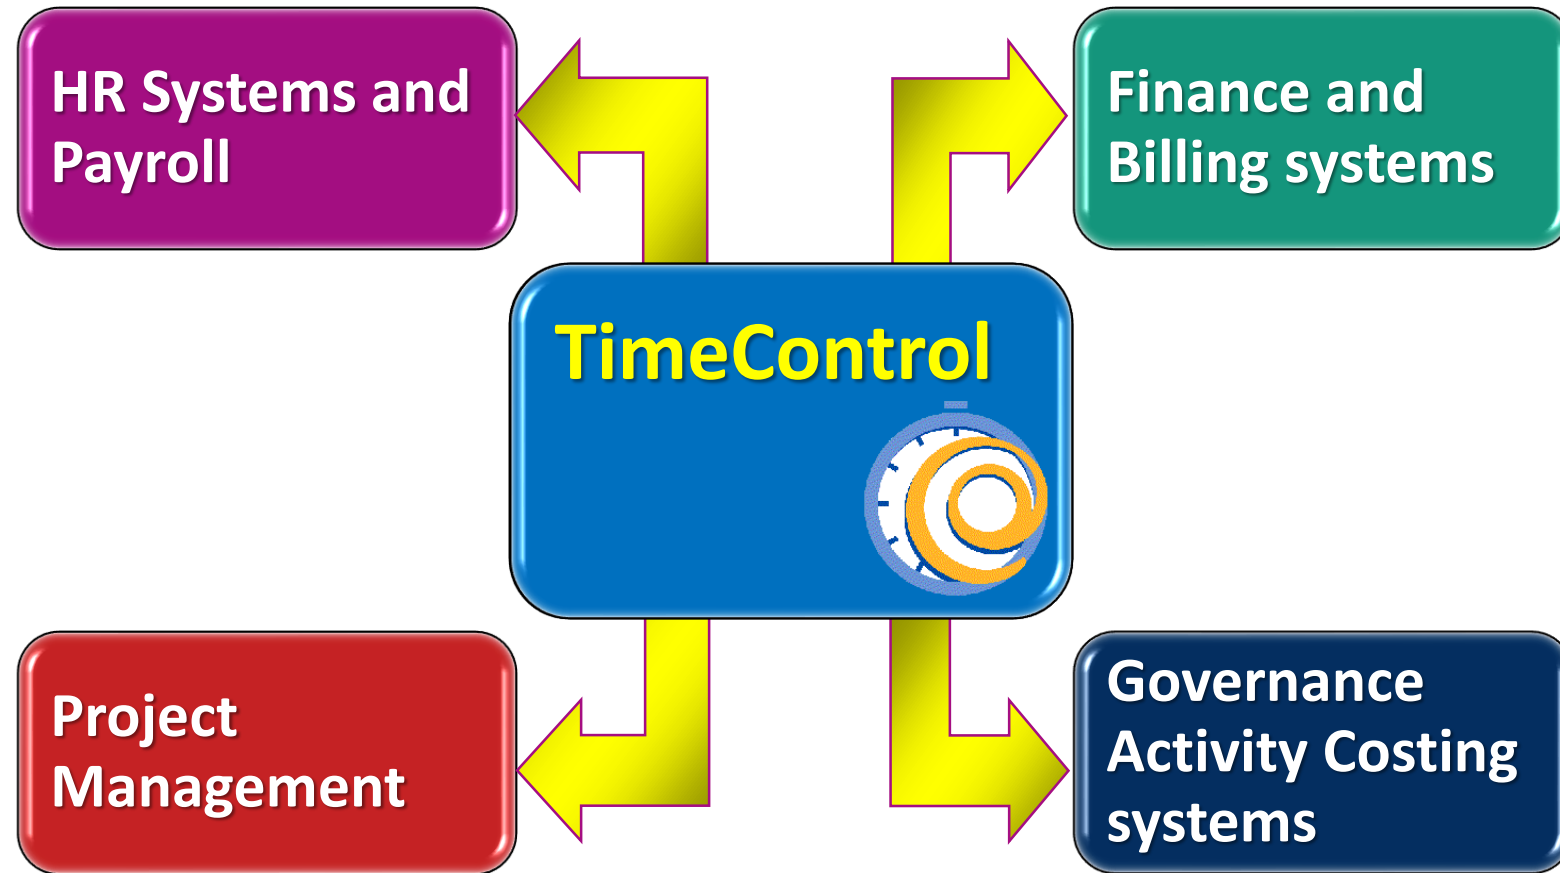 HR Systems and
Payroll
Finance and
Billing systems
TimeControl
Project
Management
Governance
Activity Costing
systems